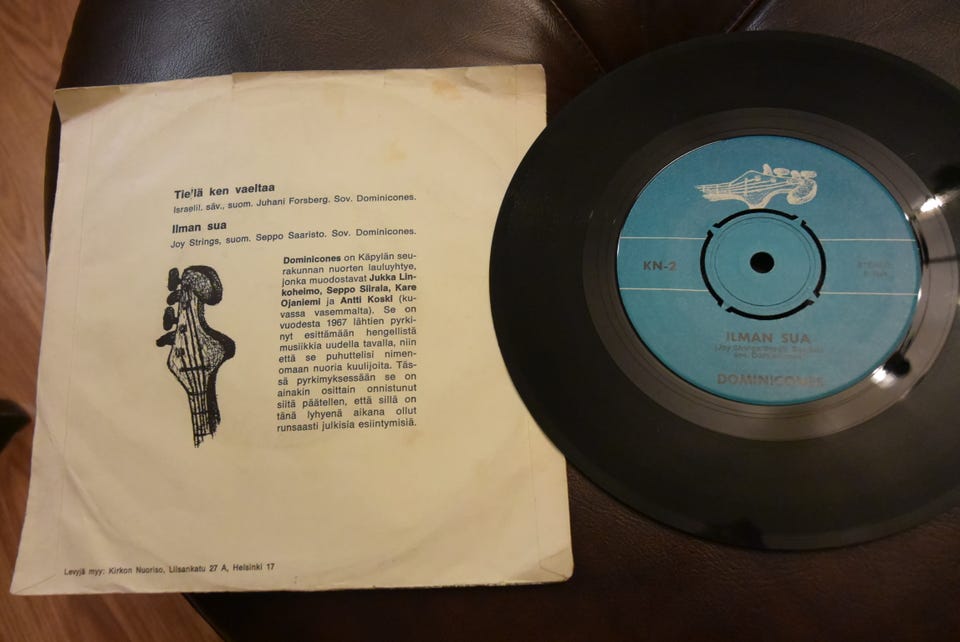 Tie'lä ken vaeltaa
Israelil. säv., suom. Juhani Forsberg. Sov. Dominicones.
Ilman sua
Joy Strings, suom. Seppo Saaristo. Sov. Dominicones.
Dominicones on Käpylän seu-
rakunnan nuorten lauluyhtye,
jonka muodostavat Jukka Lin-
koheimo, Seppo Siirala, Kare
Ojaniemi ja Antti Koski (ku-
vassa vasemmalta). Se on
vuodesta 1967 lähtien pyrki-
nyt esittämään hengellistä
musiikkia uudella tavalla, niin
että se puhuttelisi nimen-
omaan nuoria kuulijoita. Täs-
sä pyrkimyksessään se on
ainakin osittain onnistunut
siitä päätellen, että sillä on
tänä lyhyenä aikana ollut
runsaasti julkisia esiintymisiä.
Levyjä myy: Kirkon Nuoriso, Liisankatu 27 A, Helsinki 17
KN-2
STEREO
ILMAN SUA
DOMINICONES